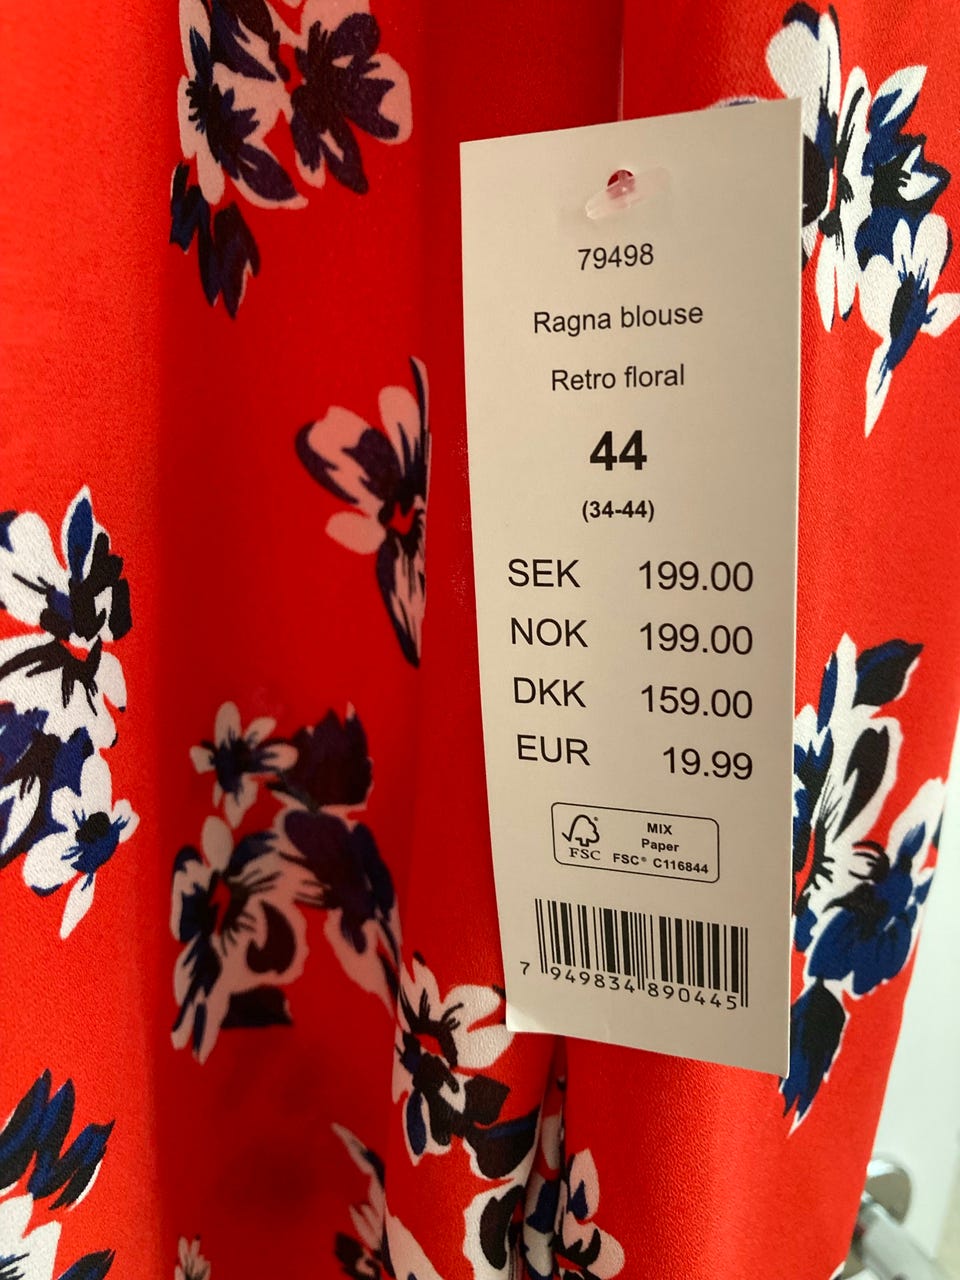 79498
Ragna blouse
Retro floral
44
(34-44)
SEK 199.00
NOK 199.00
DKK 159.00
EUR 19.99
FSC
MIX
Paper
FSC® C116844
7 949834 890445